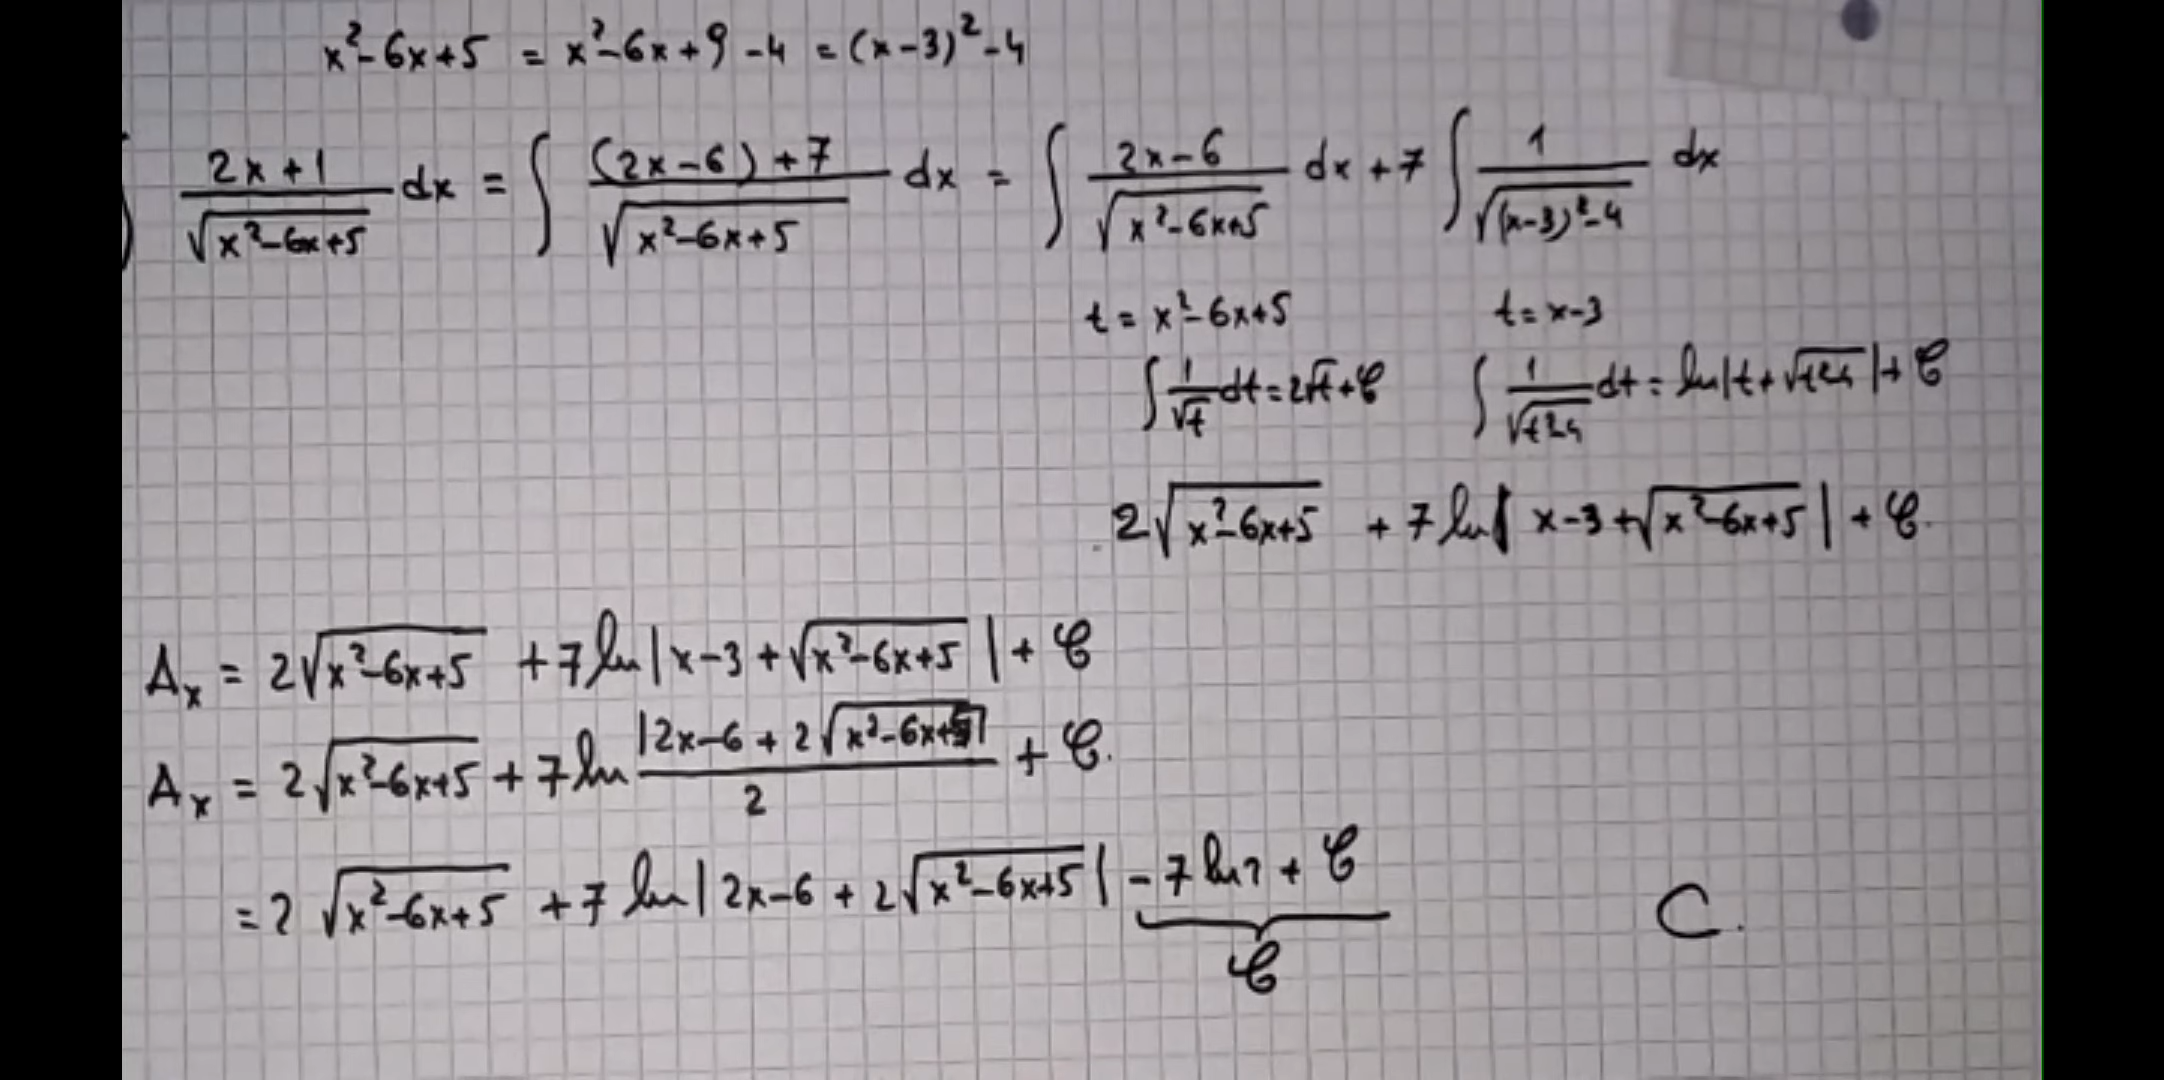 x²-6x+5 = x²-6x+9-4 = (x-3)²-4
∫ (2x+1)/√(x²-6x+5) dx = ∫ ((2x-6)+7)/√(x²-6x+5) dx = ∫ (2x-6)/√(x²-6x+5) dx + 7 ∫ 1/√((x-3)²-4) dx
t = x²-6x+5 t = x-3
∫ 1/√t dt = 2√t + C ∫ 1/√(t²-4) dt = ln|t+√(t²-4)| + C
2√(x²-6x+5) + 7 ln|x-3+√(x²-6x+5)| + C.
Ax = 2√(x²-6x+5) + 7 ln|x-3+√(x²-6x+5)| + C
Ax = 2√(x²-6x+5) + 7 ln |2x-6+2√(x²-6x+5)|/2 + C.
= 2√(x²-6x+5) + 7 ln|2x-6+2√(x²-6x+5)| - 7 ln2 + C
C
C.